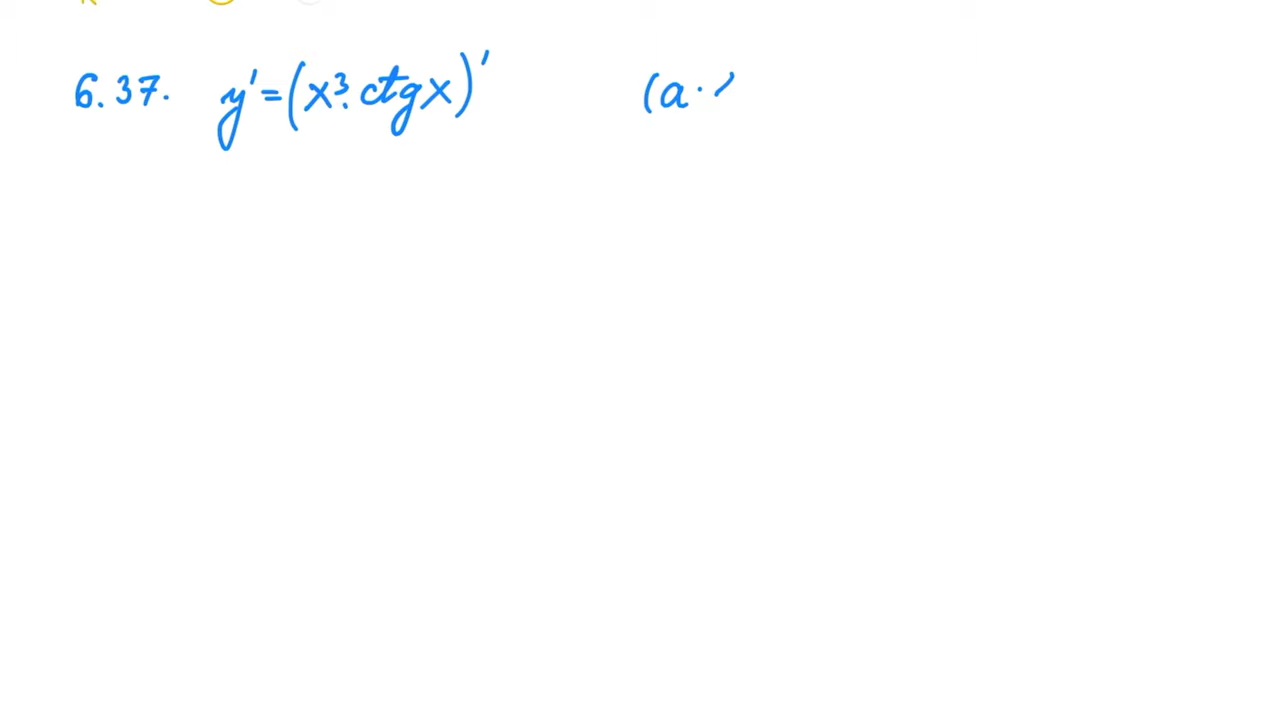 6.37. y' = (x³ · ctg x)' (a ·